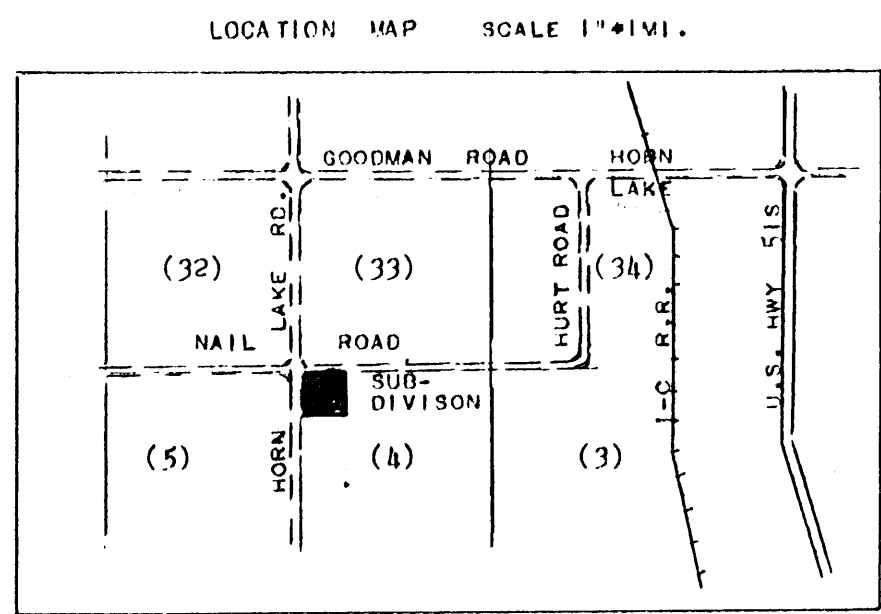 LOCATION MAP SCALE 1"=1MI.
GOODMAN ROAD HORN
LAKE
HORN LAKE RD.
(32) (33) (34)
HURT ROAD
I-C R.R.
U.S. HWY 51S
NAIL ROAD
SUB-
DIVISON
(5) (4) (3)